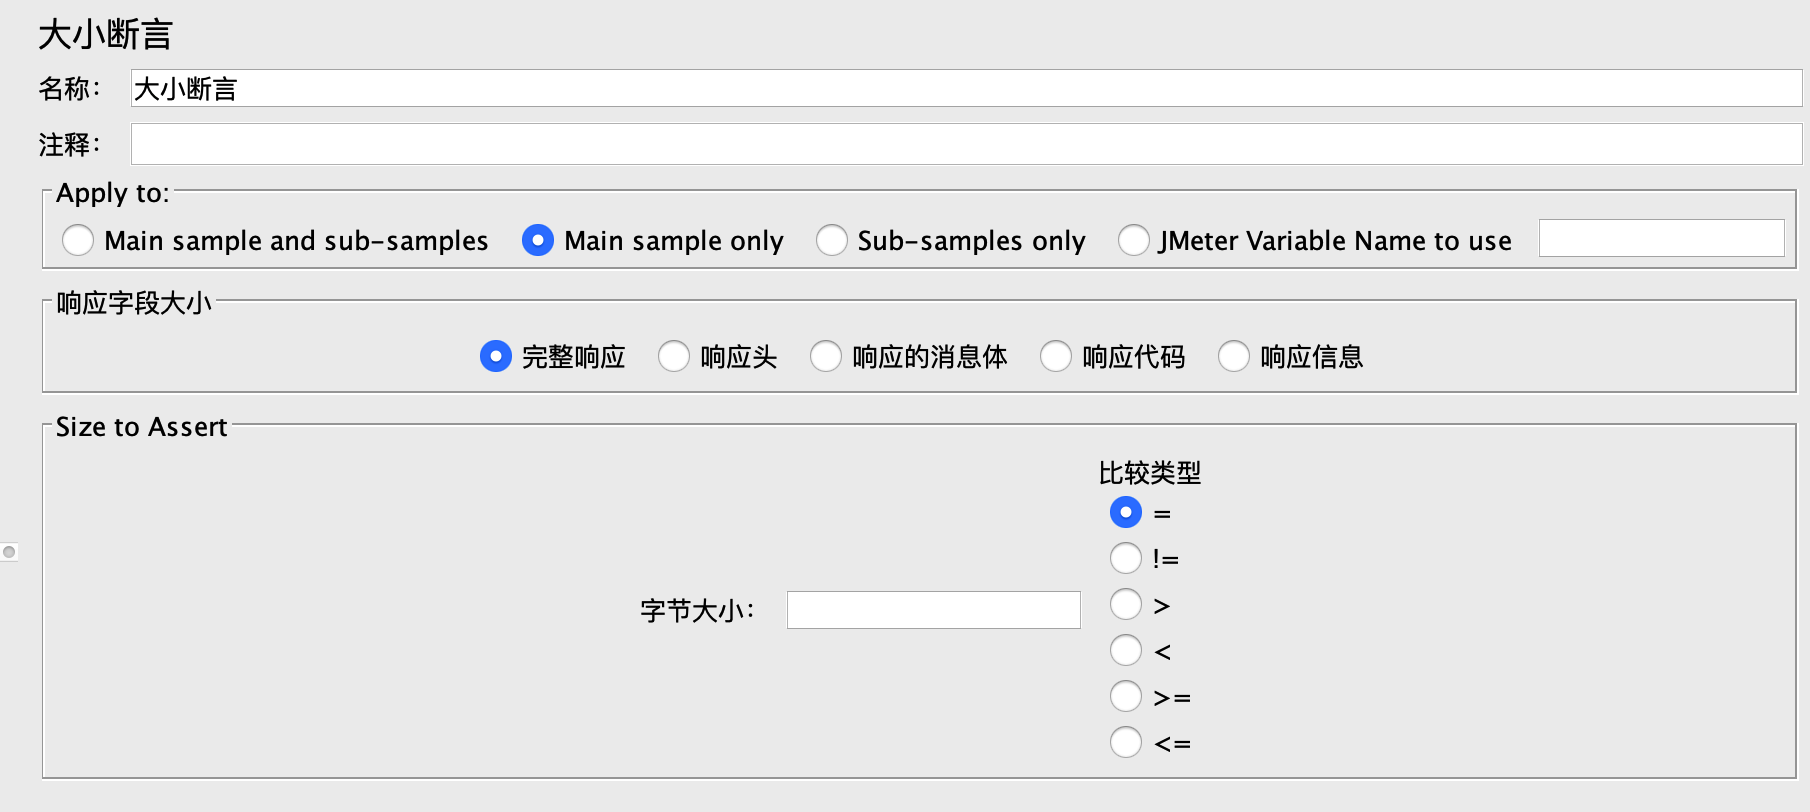 大小断言
名称： 大小断言
注释：
Apply to:
Main sample and sub-samples Main sample only Sub-samples only JMeter Variable Name to use
响应字段大小
完整响应 响应头 响应的消息体 响应代码 响应信息
Size to Assert
比较类型
=
!=
>
字节大小：
<
>=
<=